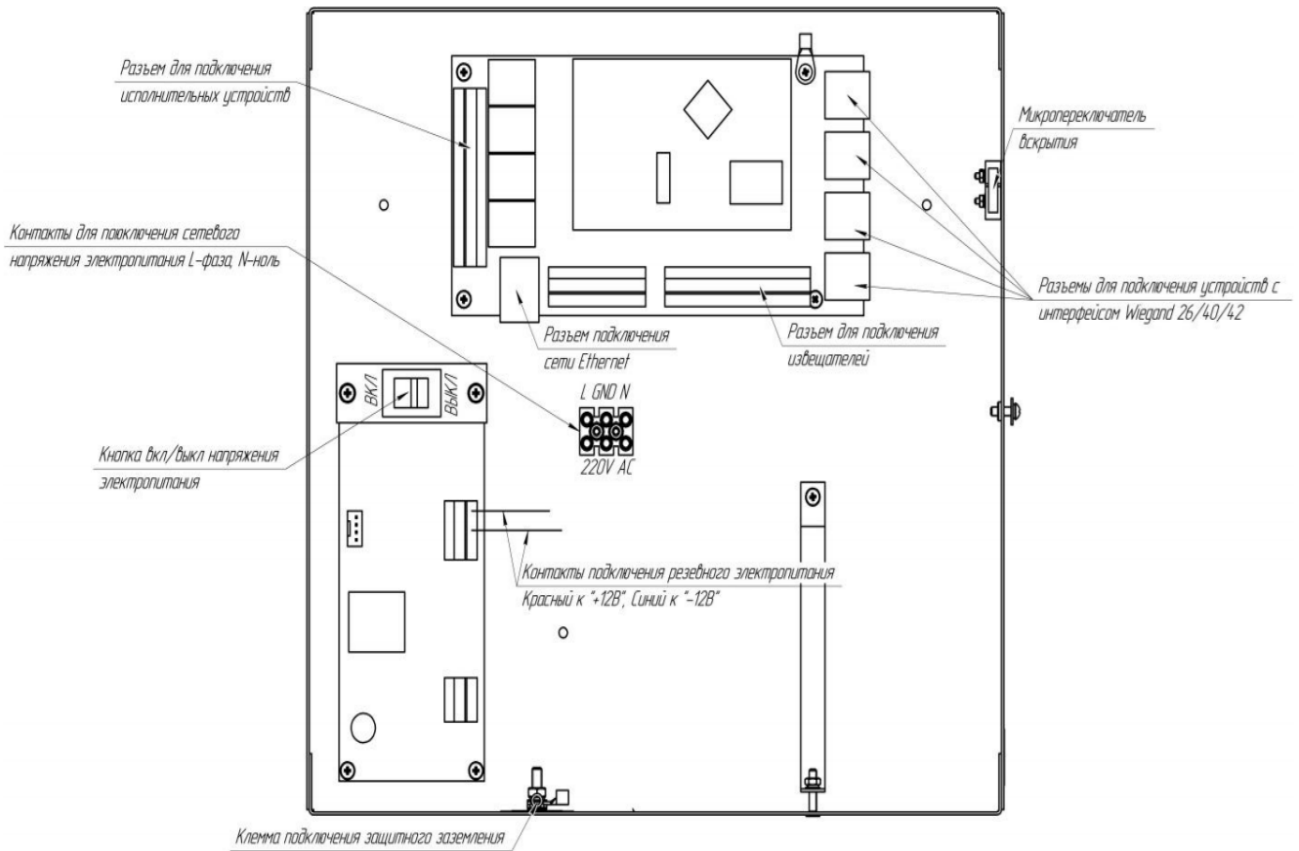 Разъем для подключения
исполнительных устройств
Микропереключатель
вскрытия
Контакты для поюключения сетевого
напряжения электропитания L-фаза, N-ноль
Разъемы для подключения устройств с
интерфейсом Wiegand 26/40/42
Разъем подключения
сети Ethernet
Разъем для подключения
извещателей
ВКЛ
ВЫКЛ
L GND N
220V AC
Кнопка вкл/выкл напряжения
электропитания
Контакты подключения резевного электропитания
Красный к "+12В", Синий к "-12В"
Клемма подключения защитного заземления